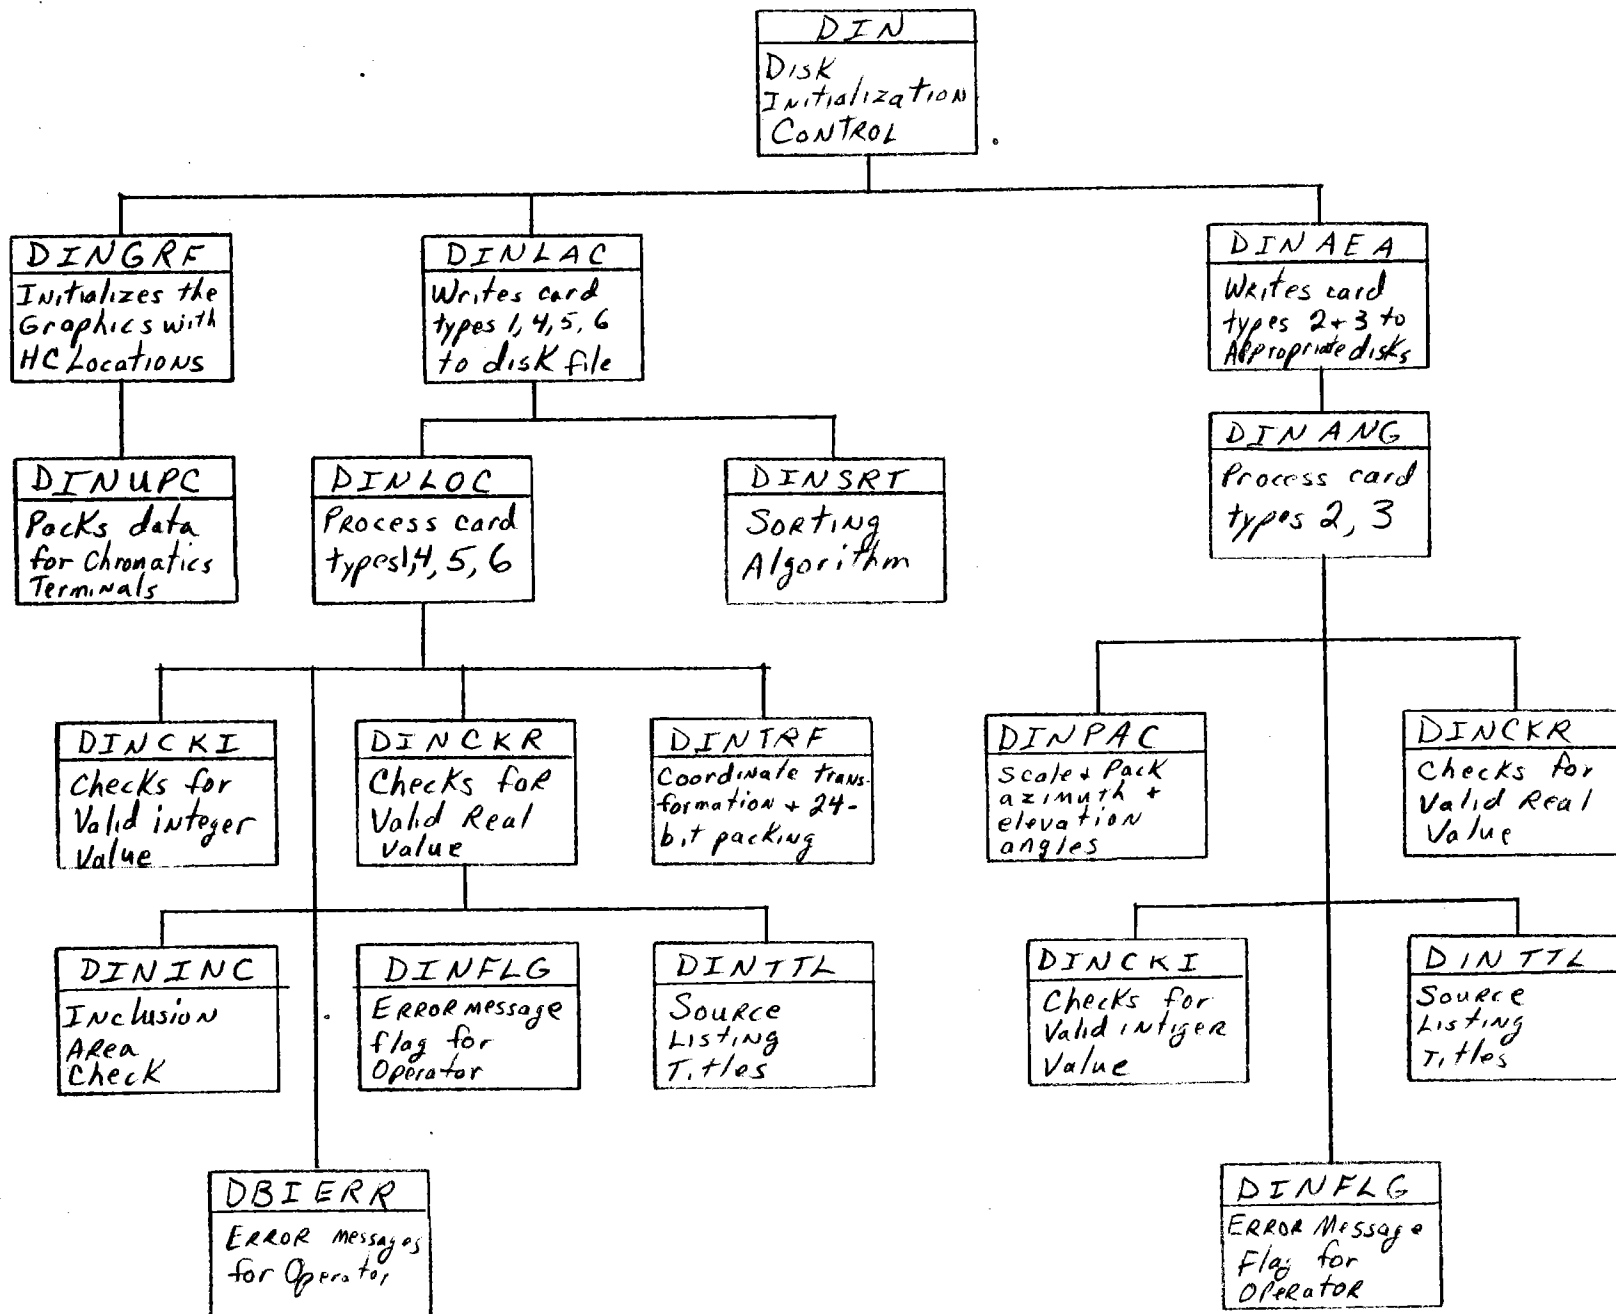 DIN
Disk
Initialization
Control
DINGRF
Initializes the
Graphics with
HC Locations
DINLAC
Writes card
types 1, 4, 5, 6
to disk file
DINAEA
Writes card
types 2 + 3 to
Appropriate disks
DINUPC
Packs data
for Chromatics
Terminals
DINLOC
Process card
types 1, 4, 5, 6
DINSRT
Sorting
Algorithm
DINANG
Process card
types 2, 3
DINCKI
Checks for
Valid integer
Value
DINCKR
Checks for
Valid Real
Value
DINTRF
Coordinate trans-
formation + 24-
bit packing
DINPAC
Scale + Pack
azimuth +
elevation
angles
DINCKR
Checks for
Valid Real
Value
DININC
Inclusion
Area
Check
DINFLG
Error message
flag for
Operator
DINTTL
Source
Listing
Titles
DINCKI
Checks for
Valid intiger
Value
DINTTL
Source
Listing
Titles
DBIERR
Error messages
for Operator
DINFLG
Error Message
Flag for
Operator